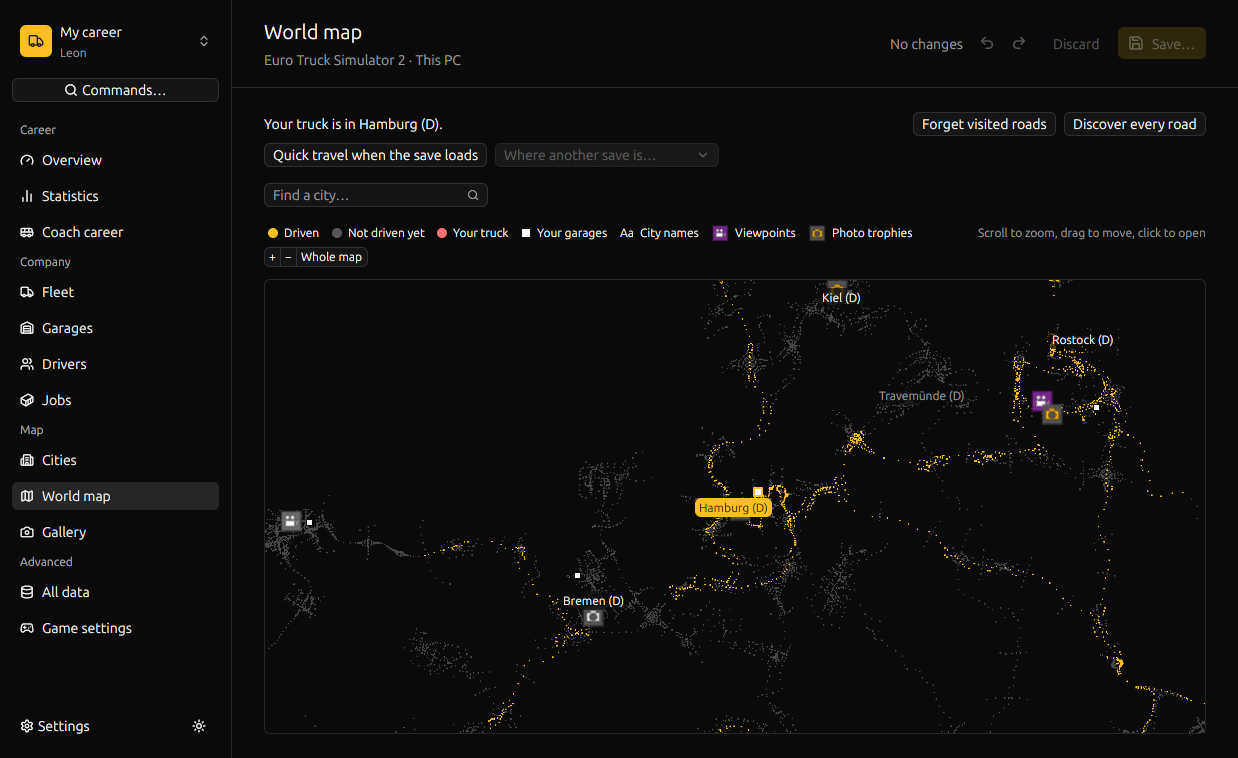 My career
Leon
Commands…
Career
Overview
Statistics
Coach career
Company
Fleet
Garages
Drivers
Jobs
Map
Cities
World map
Gallery
Advanced
All data
Game settings
Settings
World map
Euro Truck Simulator 2 · This PC
No changes
Discard
Save…
Your truck is in Hamburg (D).
Forget visited roads
Discover every road
Quick travel when the save loads
Where another save is…
Find a city…
Driven
Not driven yet
Your truck
Your garages
Aa City names
Viewpoints
Photo trophies
Scroll to zoom, drag to move, click to open
+ − Whole map
Kiel (D)
Rostock (D)
Travemünde (D)
Hamburg (D)
Bremen (D)